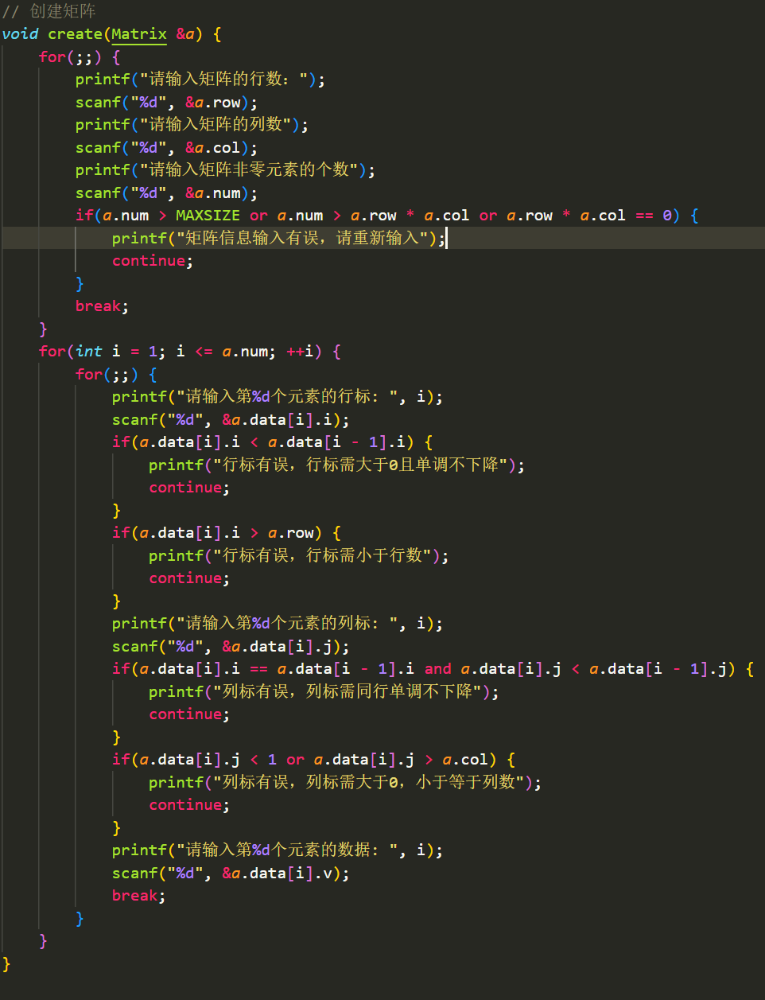 // 创建矩阵
void create(Matrix &a) {
    for(;;) {
        printf("请输入矩阵的行数：");
        scanf("%d", &a.row);
        printf("请输入矩阵的列数");
        scanf("%d", &a.col);
        printf("请输入矩阵非零元素的个数");
        scanf("%d", &a.num);
        if(a.num > MAXSIZE or a.num > a.row * a.col or a.row * a.col == 0) {
            printf("矩阵信息输入有误，请重新输入");
            continue;
        }
        break;
    }
    for(int i = 1; i <= a.num; ++i) {
        for(;;) {
            printf("请输入第%d个元素的行标: ", i);
            scanf("%d", &a.data[i].i);
            if(a.data[i].i < a.data[i - 1].i) {
                printf("行标有误，行标需大于0且单调不下降");
                continue;
            }
            if(a.data[i].i > a.row) {
                printf("行标有误，行标需小于行数");
                continue;
            }
            printf("请输入第%d个元素的列标: ", i);
            scanf("%d", &a.data[i].j);
            if(a.data[i].i == a.data[i - 1].i and a.data[i].j < a.data[i - 1].j) {
                printf("列标有误，列标需同行单调不下降");
                continue;
            }
            if(a.data[i].j < 1 or a.data[i].j > a.col) {
                printf("列标有误，列标需大于0，小于等于列数");
                continue;
            }
            printf("请输入第%d个元素的数据: ", i);
            scanf("%d", &a.data[i].v);
            break;
        }
    }
}